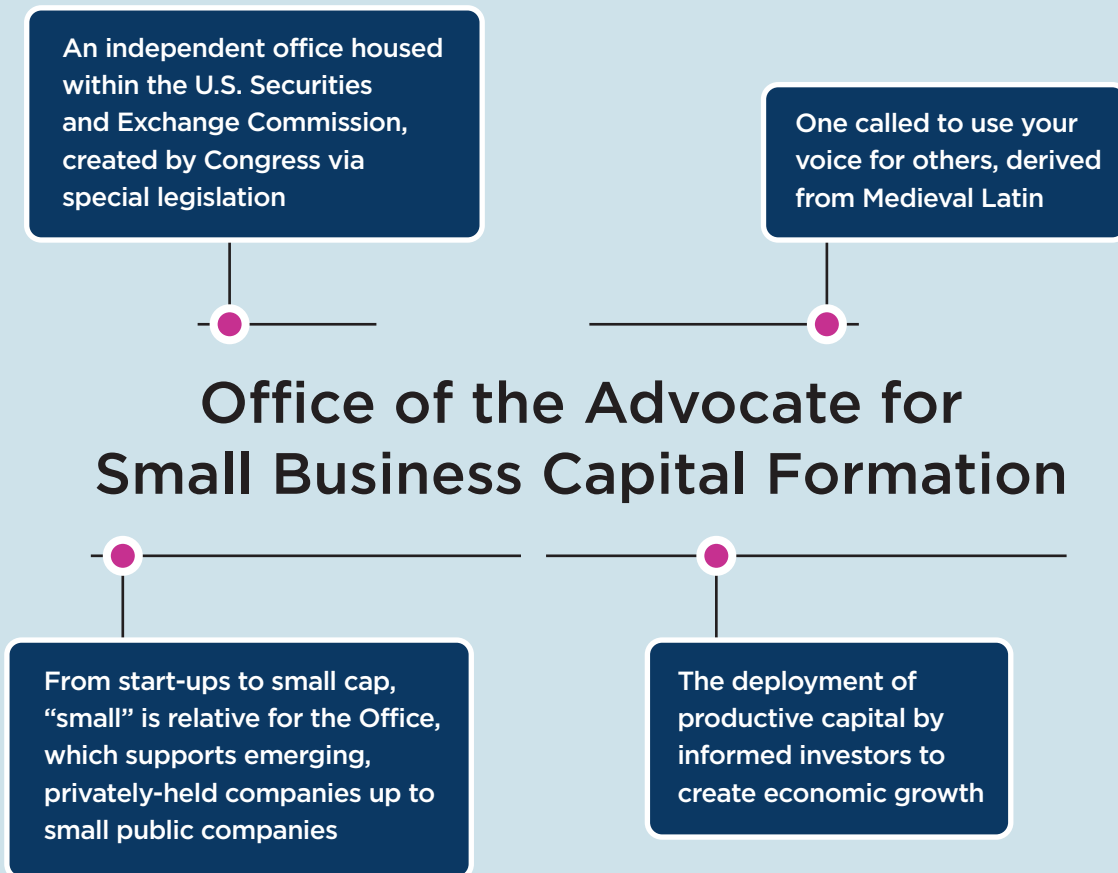 An independent office housed
within the U.S. Securities
and Exchange Commission,
created by Congress via
special legislation
One called to use your
voice for others, derived
from Medieval Latin
Office of the Advocate for
Small Business Capital Formation
From start-ups to small cap,
“small” is relative for the Office,
which supports emerging,
privately-held companies up to
small public companies
The deployment of
productive capital by
informed investors to
create economic growth